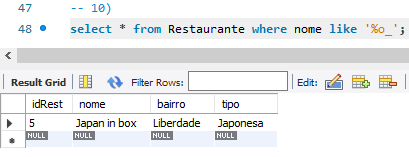 47 -- 10)
48 select * from Restaurante where nome like '%o_';
Result Grid Filter Rows: Edit:
idRest nome bairro tipo
5 Japan in box Liberdade Japonesa
NULL NULL NULL NULL